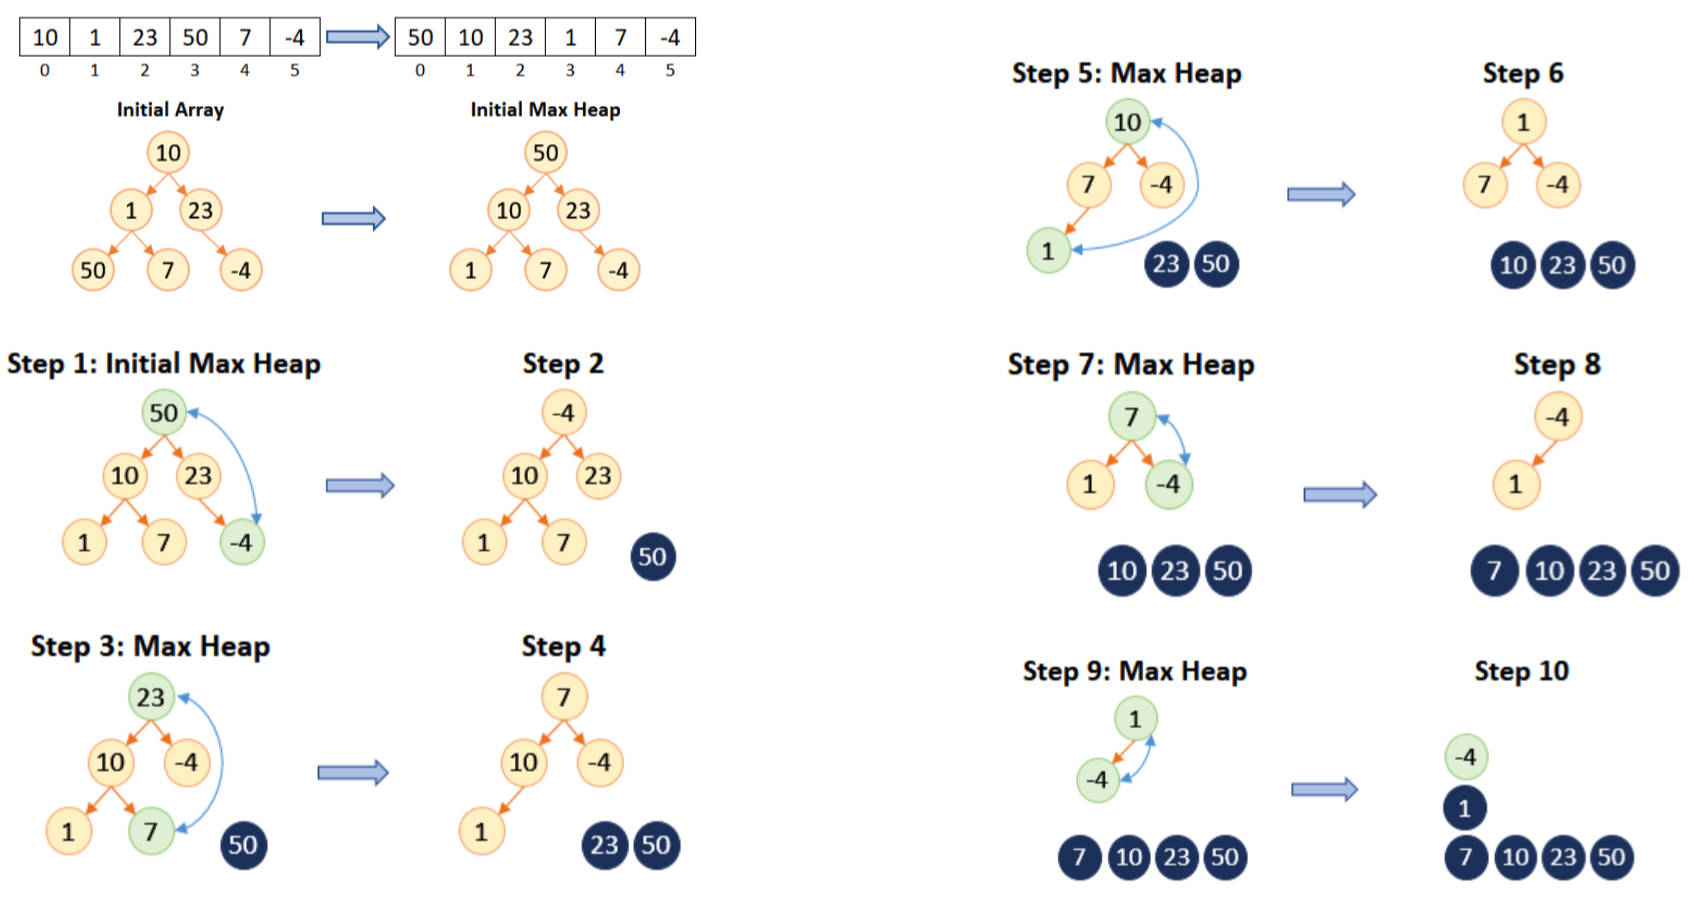 10 1 23 50 7 -4
0 1 2 3 4 5
50 10 23 1 7 -4
0 1 2 3 4 5
Initial Array
10
1 23
50 7 -4
Initial Max Heap
50
10 23
1 7 -4
Step 1: Initial Max Heap
50
10 23
1 7 -4
Step 2
-4
10 23
1 7
50
Step 3: Max Heap
23
10 -4
1 7
50
Step 4
7
10 -4
1
23 50
Step 5: Max Heap
10
7 -4
1
23 50
Step 6
1
7 -4
10 23 50
Step 7: Max Heap
7
1 -4
10 23 50
Step 8
-4
1
7 10 23 50
Step 9: Max Heap
1
-4
7 10 23 50
Step 10
-4
1
7 10 23 50